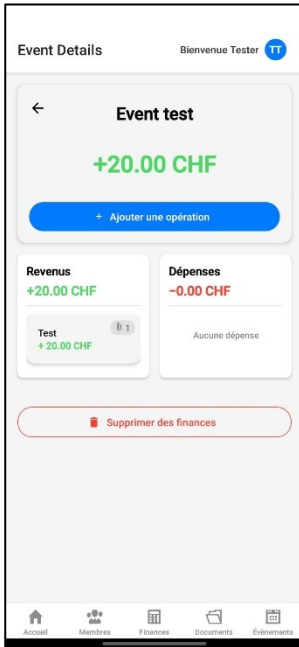 Event Details
Bienvenue Tester TT
Event test
+20.00 CHF
+ Ajouter une opération
Revenus
+20.00 CHF
Test
1
+ 20.00 CHF
Dépenses
−0.00 CHF
Aucune dépense
Supprimer des finances
Accueil Membres Finances Documents Évènements